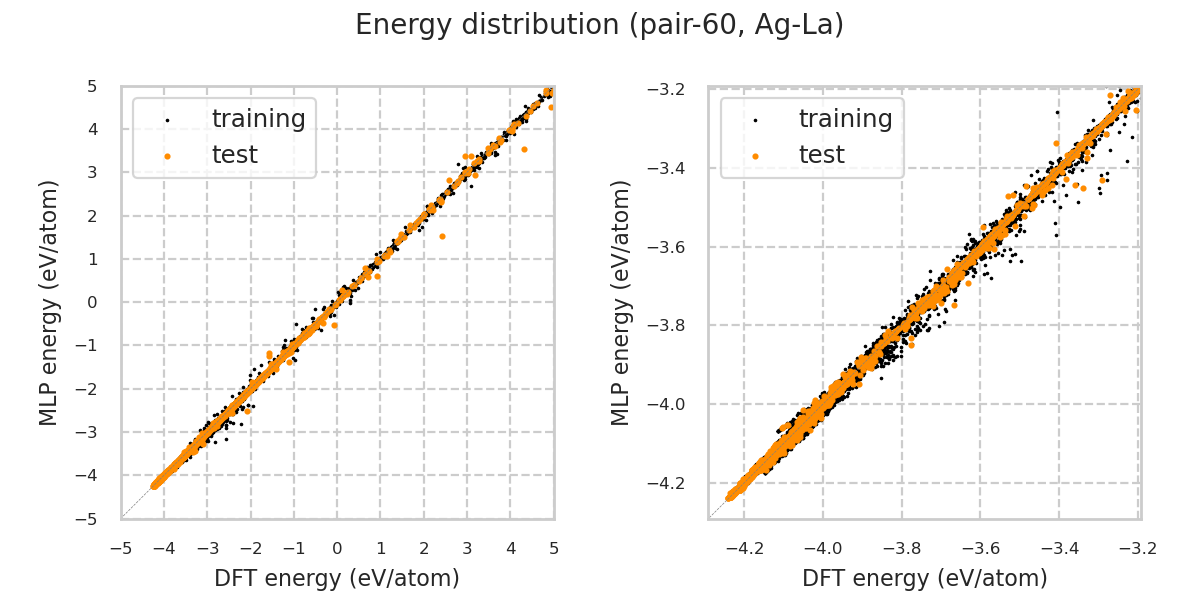 Energy distribution (pair-60, Ag-La)
MLP energy (eV/atom)
5
4
3
2
1
0
−1
−2
−3
−4
−5
training
test
−5 −4 −3 −2 −1 0 1 2 3 4 5
DFT energy (eV/atom)
MLP energy (eV/atom)
−3.2
−3.4
−3.6
−3.8
−4.0
−4.2
training
test
−4.2 −4.0 −3.8 −3.6 −3.4 −3.2
DFT energy (eV/atom)